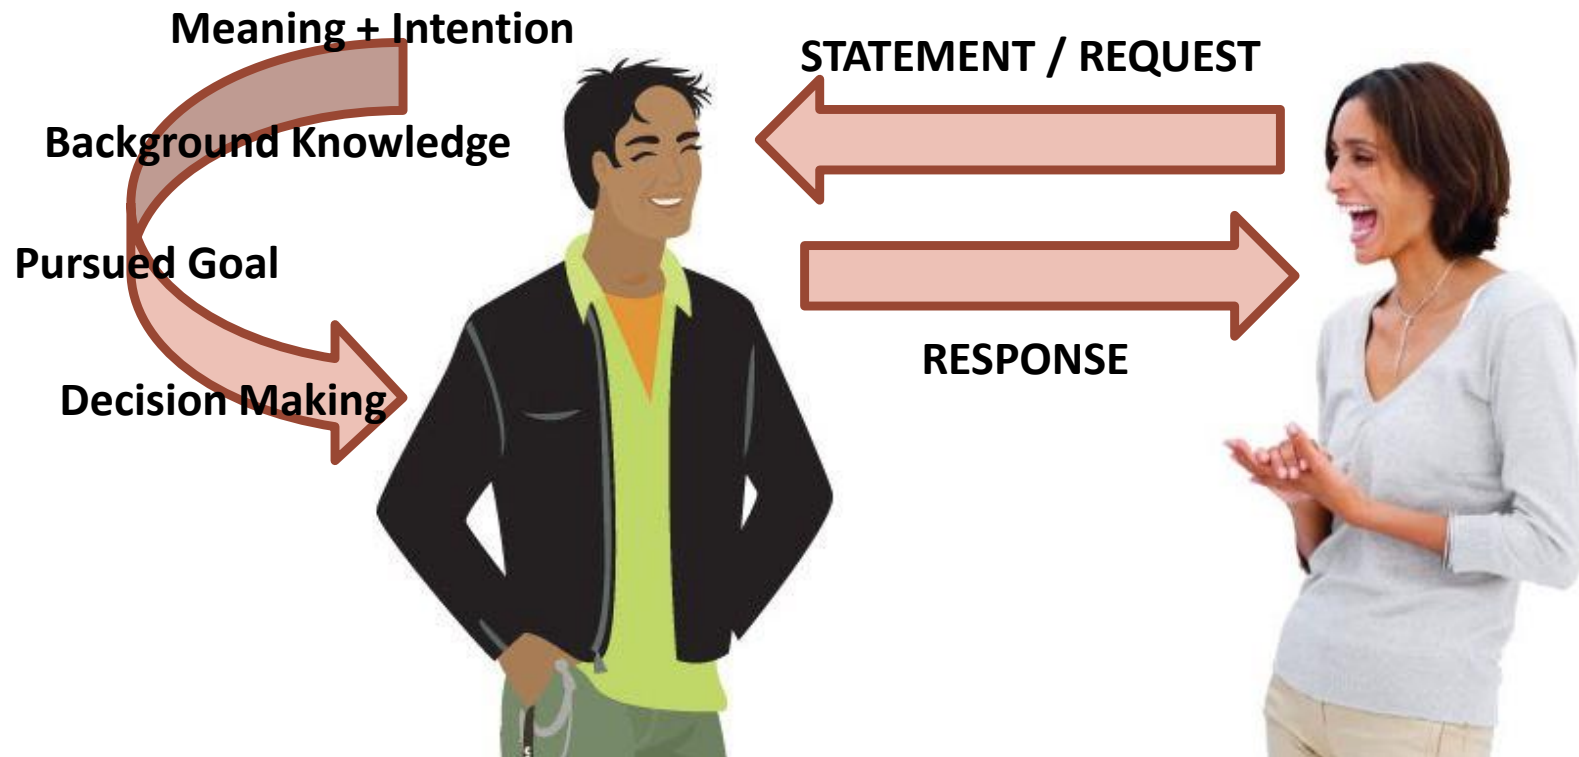 Meaning + Intention
STATEMENT / REQUEST
Background Knowledge
Pursued Goal
RESPONSE
Decision Making